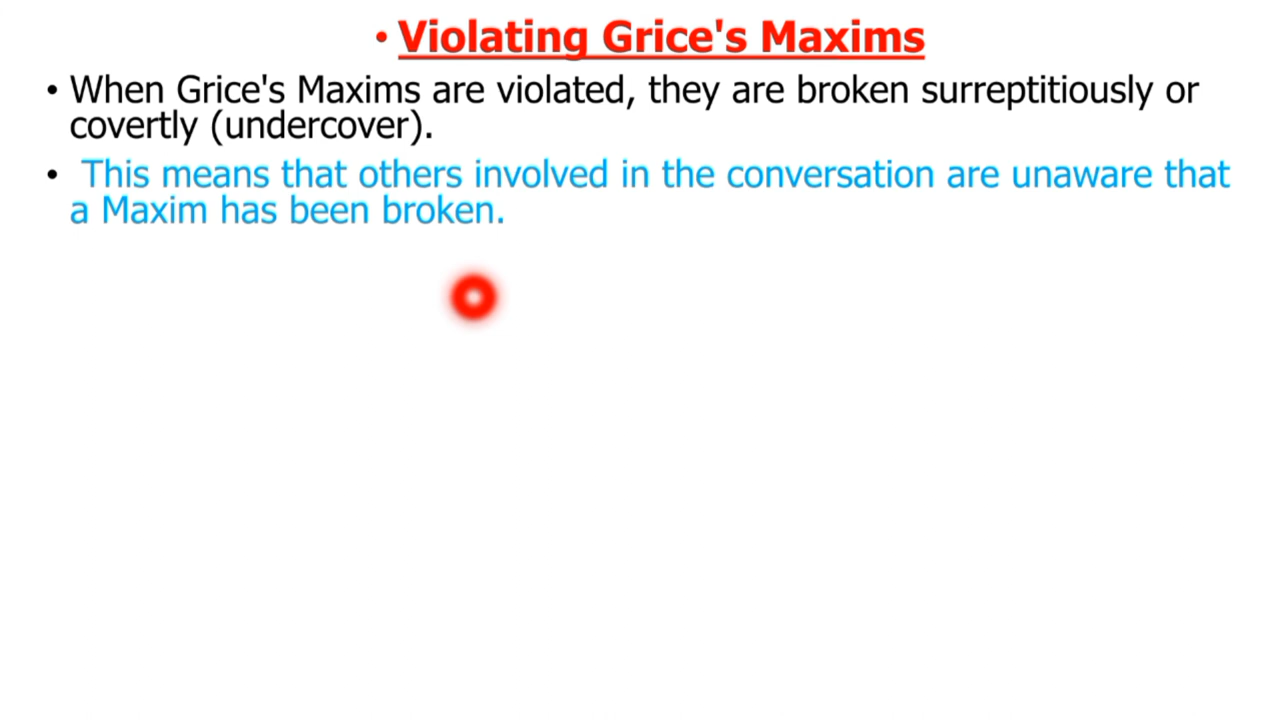 • Violating Grice's Maxims
• When Grice's Maxims are violated, they are broken surreptitiously or
covertly (undercover).
• This means that others involved in the conversation are unaware that
a Maxim has been broken.